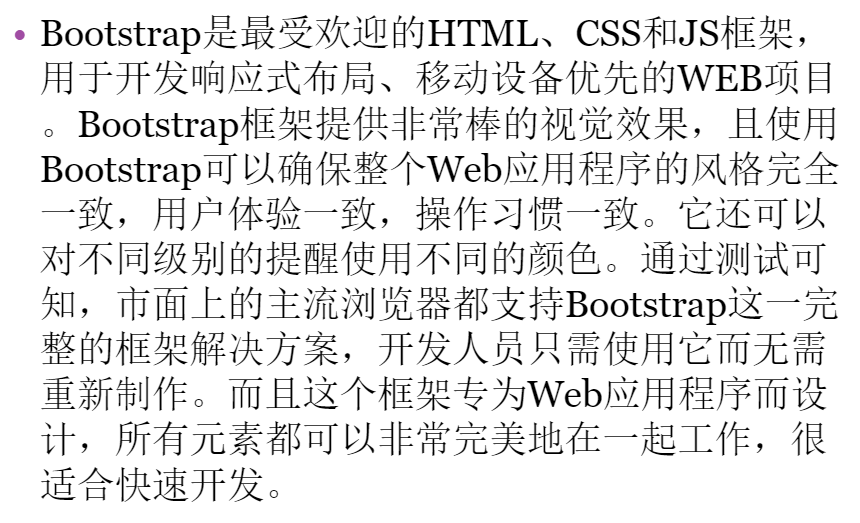 • Bootstrap是最受欢迎的HTML、CSS和JS框架，
用于开发响应式布局、移动设备优先的WEB项目
。Bootstrap框架提供非常棒的视觉效果，且使用
Bootstrap可以确保整个Web应用程序的风格完全
一致，用户体验一致，操作习惯一致。它还可以
对不同级别的提醒使用不同的颜色。通过测试可
知，市面上的主流浏览器都支持Bootstrap这一完
整的框架解决方案，开发人员只需使用它而无需
重新制作。而且这个框架专为Web应用程序而设
计，所有元素都可以非常完美地在一起工作，很
适合快速开发。